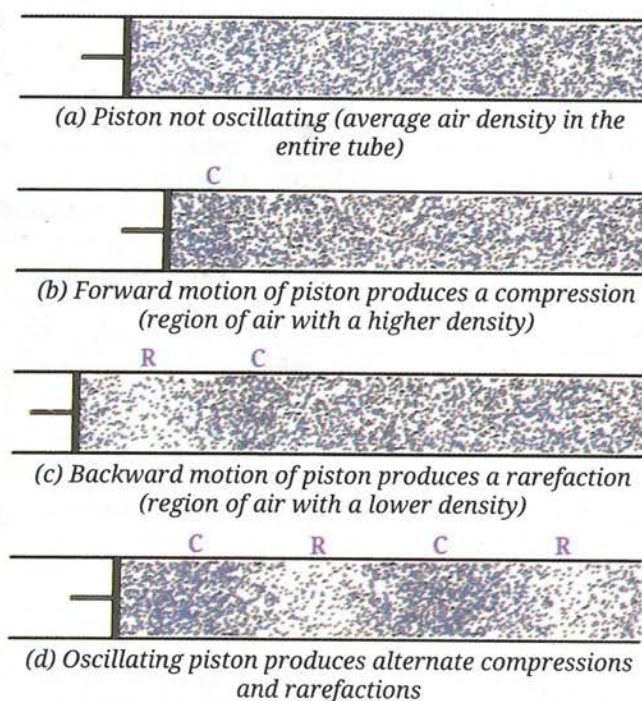 (a) Piston not oscillating (average air density in the
entire tube)
C
(b) Forward motion of piston produces a compression
(region of air with a higher density)
R C
(c) Backward motion of piston produces a rarefaction
(region of air with a lower density)
C R C R
(d) Oscillating piston produces alternate compressions
and rarefactions